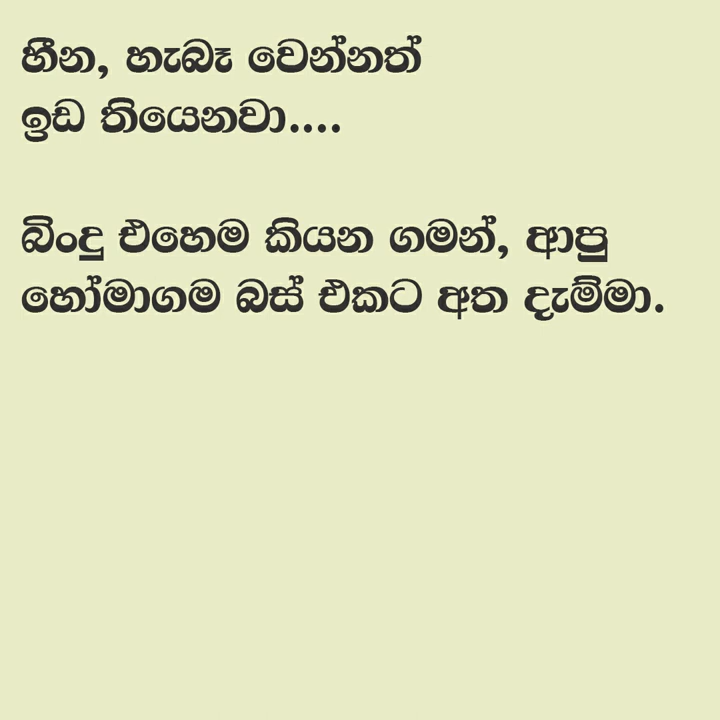 හීන, හැබෑ වෙන්නත්
ඉඩ තියෙනවා....
බිංදු එහෙම කියන ගමන්, ආපු
හෝමාගම බස් එකට අත දැම්මා.